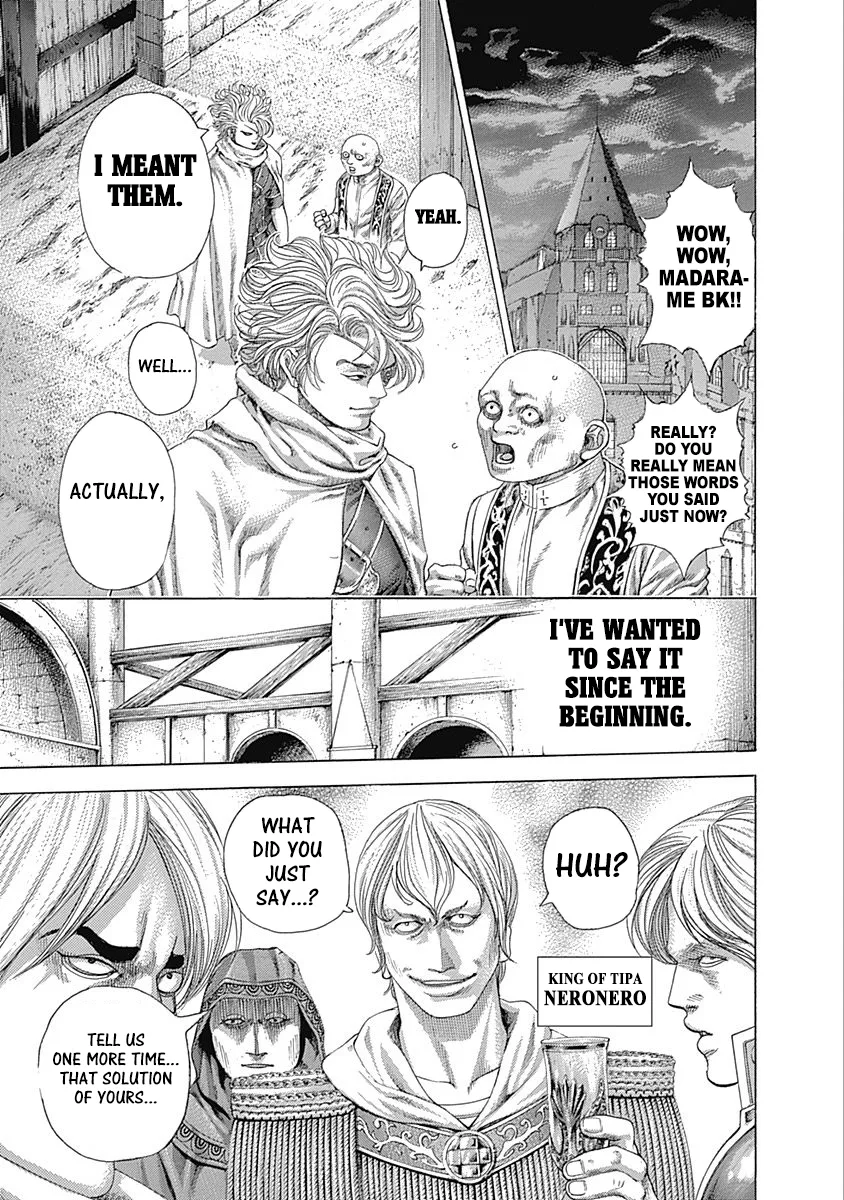 WOW,
WOW,
MADARA-
ME BK!!
REALLY?
DO YOU
REALLY MEAN
THOSE WORDS
YOU SAID
JUST NOW?
YEAH.
I MEANT
THEM.
WELL...
ACTUALLY,
I'VE WANTED
TO SAY IT
SINCE THE
BEGINNING.
HUH?
KING OF TIPA
NERONERO
WHAT
DID YOU
JUST
SAY...?
TELL US
ONE MORE TIME...
THAT SOLUTION
OF YOURS...